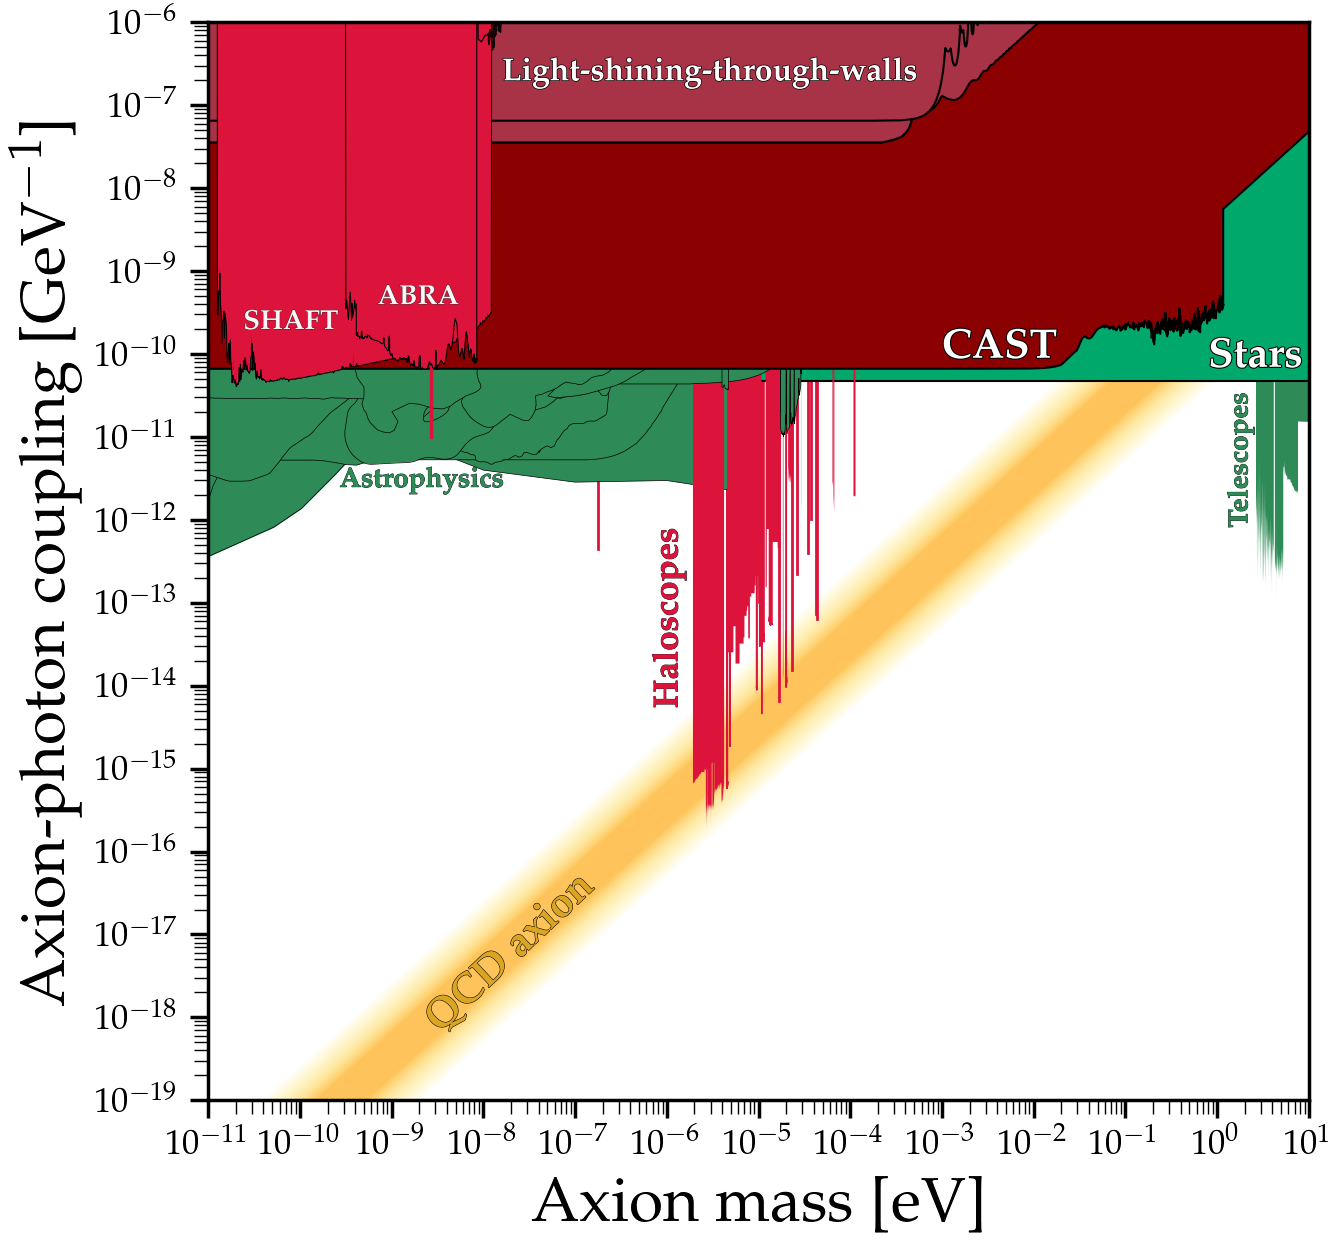 Axion-photon coupling [GeV⁻¹]
10⁻⁶
10⁻⁷
10⁻⁸
10⁻⁹
10⁻¹⁰
10⁻¹¹
10⁻¹²
10⁻¹³
10⁻¹⁴
10⁻¹⁵
10⁻¹⁶
10⁻¹⁷
10⁻¹⁸
10⁻¹⁹
Light-shining-through-walls
SHAFT
ABRA
CAST
Stars
Astrophysics
Haloscopes
Telescopes
QCD axion
10⁻¹¹ 10⁻¹⁰ 10⁻⁹ 10⁻⁸ 10⁻⁷ 10⁻⁶ 10⁻⁵ 10⁻⁴ 10⁻³ 10⁻² 10⁻¹ 10⁰ 10¹
Axion mass [eV]